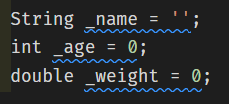 String _name = '';
int _age = 0;
double _weight = 0;